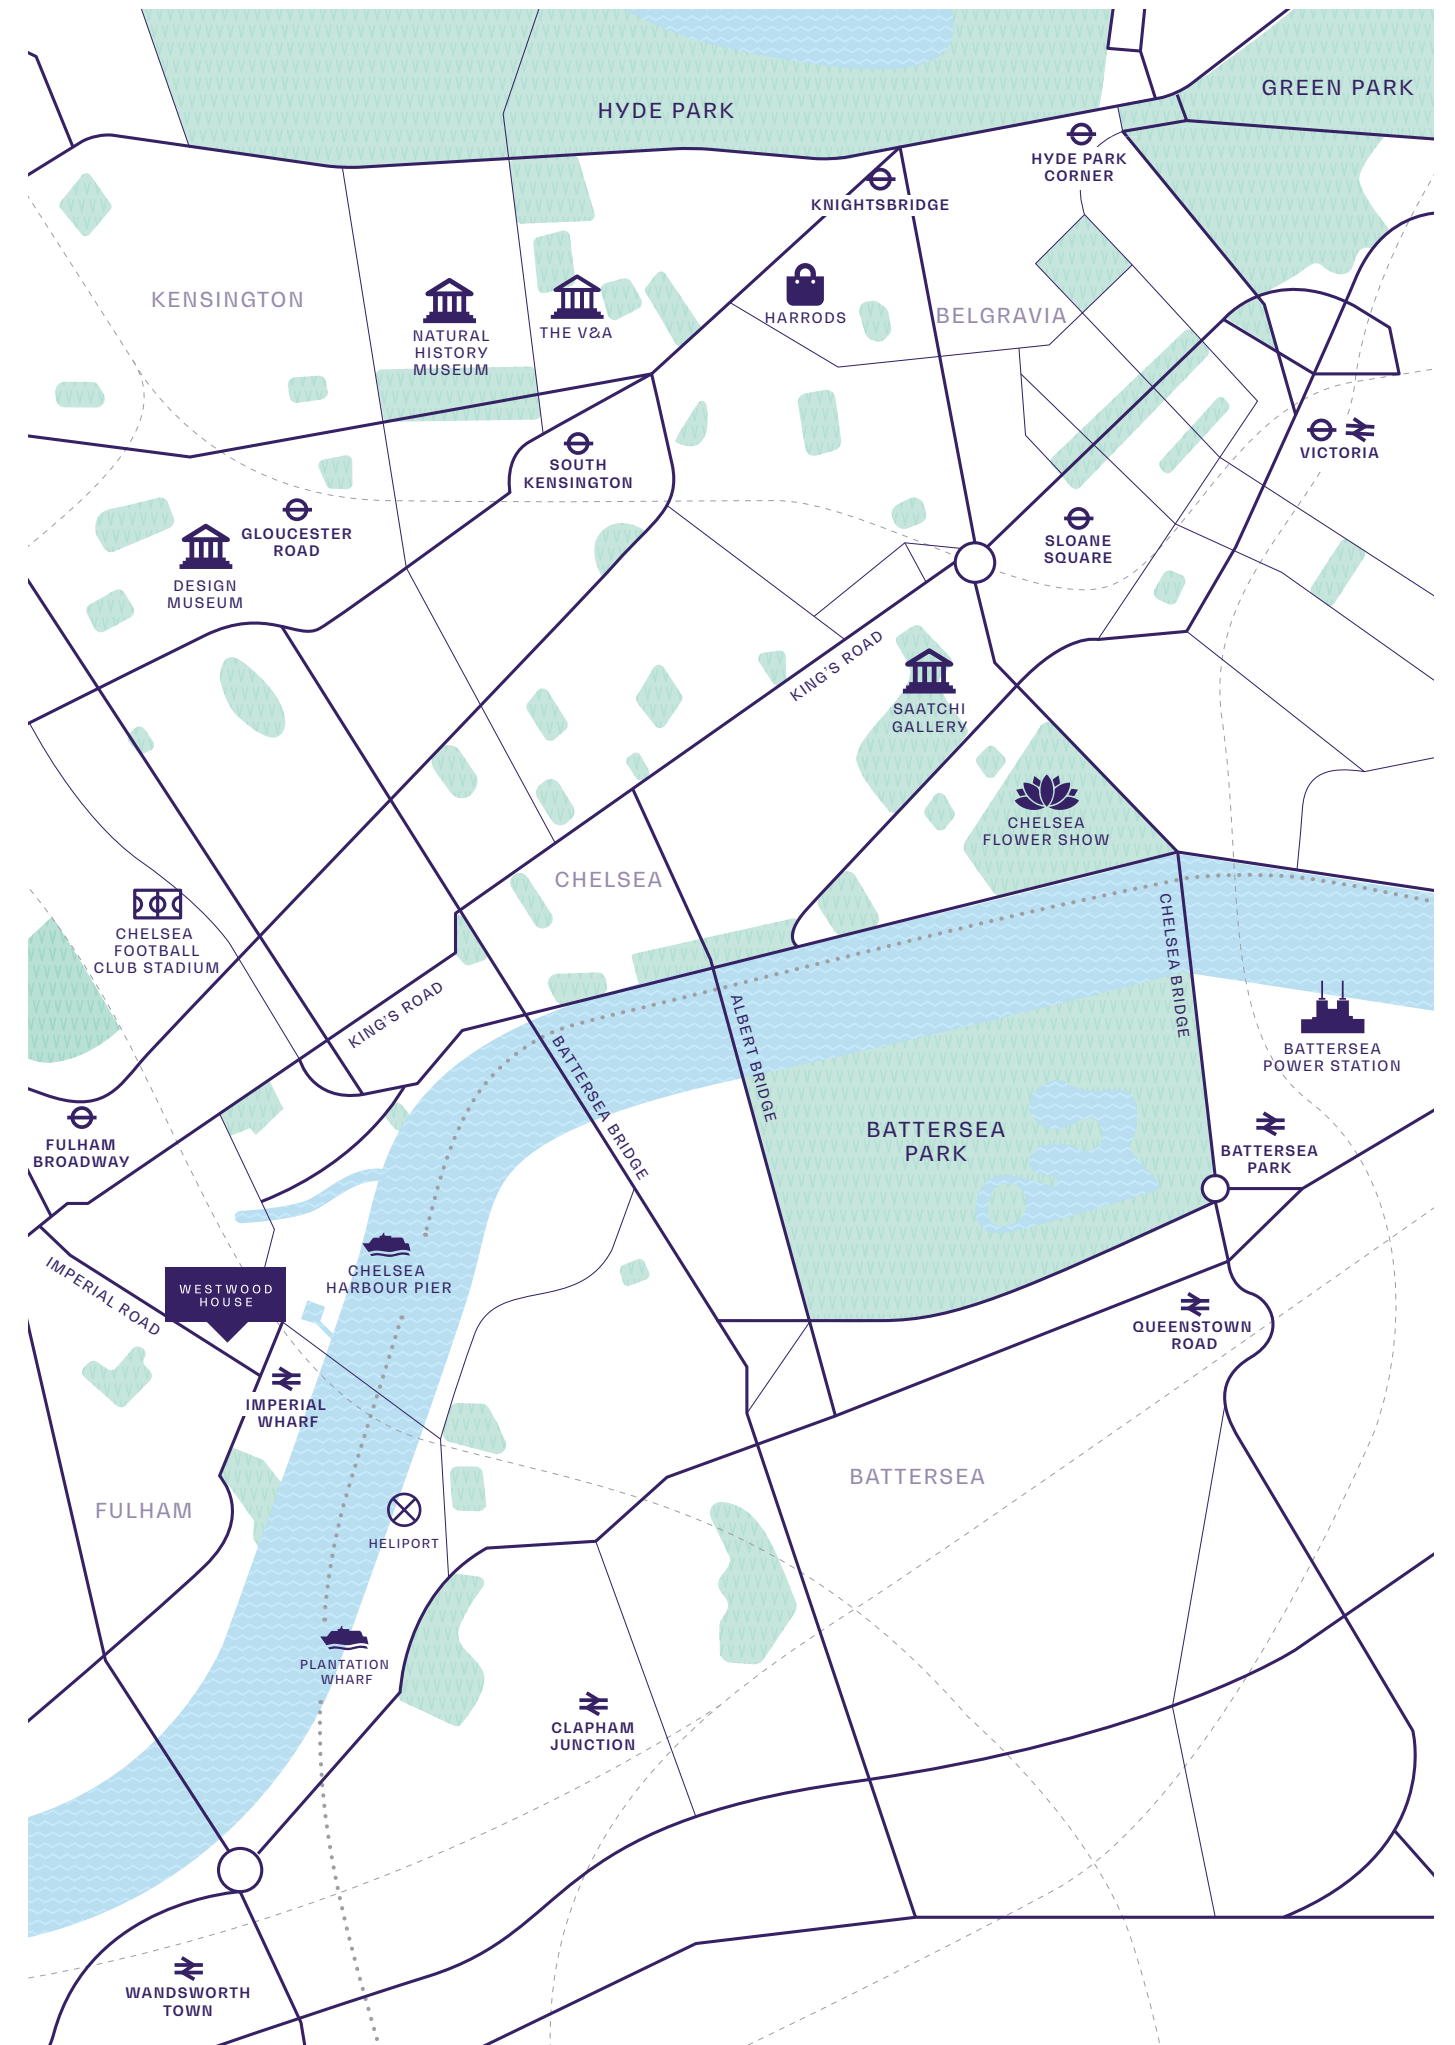 GREEN PARK
HYDE PARK
HYDE PARK
CORNER
KNIGHTSBRIDGE
KENSINGTON
HARRODS
BELGRAVIA
NATURAL
HISTORY
MUSEUM
THE V&A
VICTORIA
SOUTH
KENSINGTON
GLOUCESTER
ROAD
SLOANE
SQUARE
DESIGN
MUSEUM
KING'S ROAD
SAATCHI
GALLERY
CHELSEA
FLOWER SHOW
CHELSEA
CHELSEA
FOOTBALL
CLUB STADIUM
KING'S ROAD
CHELSEA BRIDGE
ALBERT BRIDGE
BATTERSEA BRIDGE
BATTERSEA
POWER STATION
BATTERSEA
PARK
BATTERSEA
PARK
FULHAM
BROADWAY
IMPERIAL ROAD
WESTWOOD
HOUSE
CHELSEA
HARBOUR PIER
QUEENSTOWN
ROAD
IMPERIAL
WHARF
BATTERSEA
FULHAM
HELIPORT
PLANTATION
WHARF
CLAPHAM
JUNCTION
WANDSWORTH
TOWN